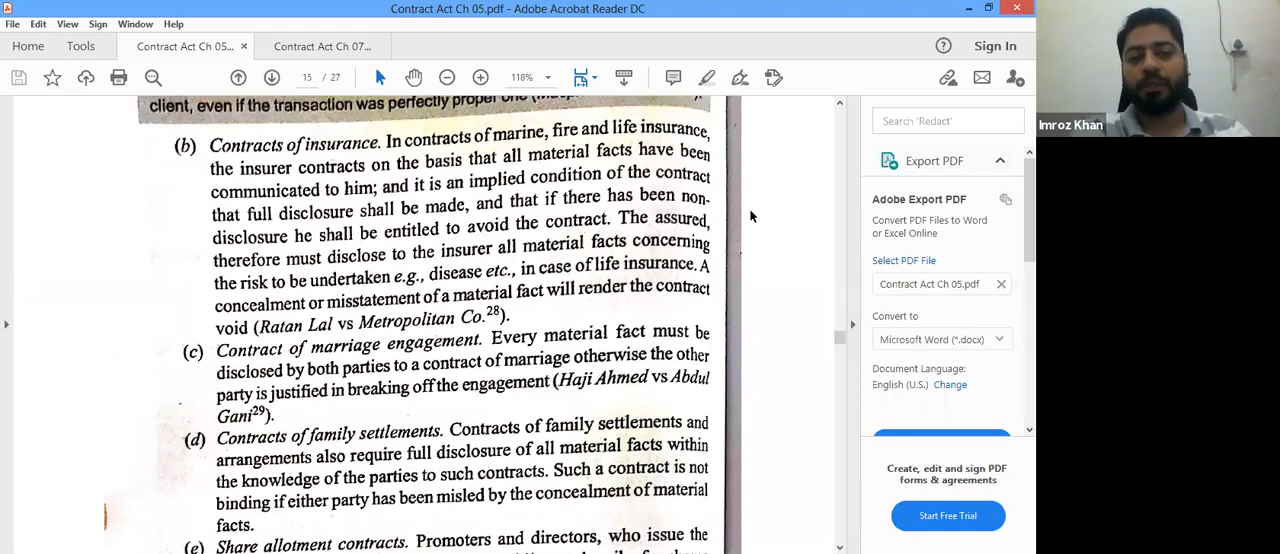 Contract Act Ch 05.pdf - Adobe Acrobat Reader DC
File Edit View Sign Window Help
Home Tools Contract Act Ch 05... × Contract Act Ch 07... Sign In
15 / 27 118%
client, even if the transaction was perfectly proper one
(b) Contracts of insurance. In contracts of marine, fire and life insurance,
the insurer contracts on the basis that all material facts have been
communicated to him; and it is an implied condition of the contract
that full disclosure shall be made, and that if there has been non-
disclosure he shall be entitled to avoid the contract. The assured,
therefore must disclose to the insurer all material facts concerning
the risk to be undertaken e.g., disease etc., in case of life insurance. A
concealment or misstatement of a material fact will render the contract
void (Ratan Lal vs Metropolitan Co.28).
(c) Contract of marriage engagement. Every material fact must be
disclosed by both parties to a contract of marriage otherwise the other
party is justified in breaking off the engagement (Haji Ahmed vs Abdul
Gani29).
(d) Contracts of family settlements. Contracts of family settlements and
arrangements also require full disclosure of all material facts within
the knowledge of the parties to such contracts. Such a contract is not
binding if either party has been misled by the concealment of material
facts.
(e) Share allotment contracts. Promoters and directors, who issue the
Search 'Redact'
Export PDF
Adobe Export PDF
Convert PDF Files to Word
or Excel Online
Select PDF File
Contract Act Ch 05.pdf
Convert to
Microsoft Word (*.docx)
Document Language:
English (U.S.) Change
Create, edit and sign PDF
forms & agreements
Start Free Trial
Imroz Khan